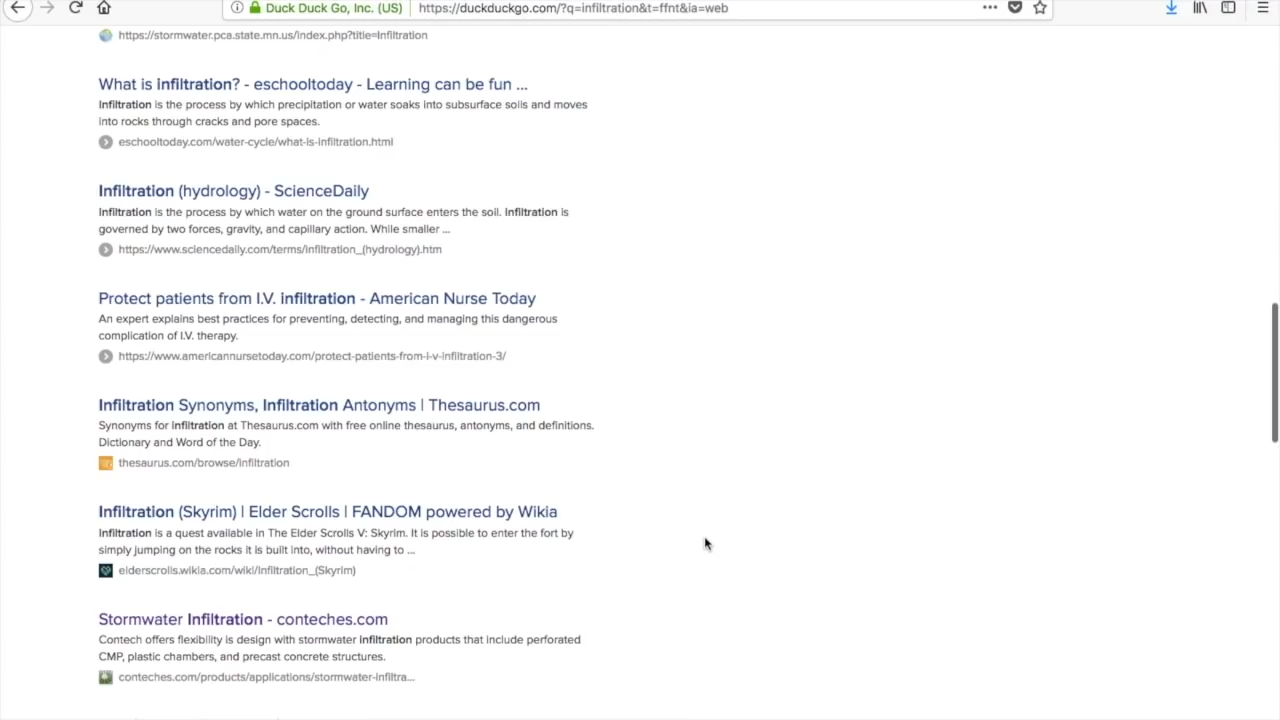 Duck Duck Go, Inc. (US) https://duckduckgo.com/?q=infiltration&t=ffnt&ia=web
https://stormwater.pca.state.mn.us/index.php?title=Infiltration
What is infiltration? - eschooltoday - Learning can be fun ...
Infiltration is the process by which precipitation or water soaks into subsurface soils and moves
into rocks through cracks and pore spaces.
eschooltoday.com/water-cycle/what-is-infiltration.html
Infiltration (hydrology) - ScienceDaily
Infiltration is the process by which water on the ground surface enters the soil. Infiltration is
governed by two forces, gravity, and capillary action. While smaller ...
https://www.sciencedaily.com/terms/infiltration_(hydrology).htm
Protect patients from I.V. infiltration - American Nurse Today
An expert explains best practices for preventing, detecting, and managing this dangerous
complication of I.V. therapy.
https://www.americannursetoday.com/protect-patients-from-i-v-infiltration-3/
Infiltration Synonyms, Infiltration Antonyms | Thesaurus.com
Synonyms for infiltration at Thesaurus.com with free online thesaurus, antonyms, and definitions.
Dictionary and Word of the Day.
thesaurus.com/browse/infiltration
Infiltration (Skyrim) | Elder Scrolls | FANDOM powered by Wikia
Infiltration is a quest available in The Elder Scrolls V: Skyrim. It is possible to enter the fort by
simply jumping on the rocks it is built into, without having to ...
elderscrolls.wikia.com/wiki/Infiltration_(Skyrim)
Stormwater Infiltration - conteches.com
Contech offers flexibility is design with stormwater infiltration products that include perforated
CMP, plastic chambers, and precast concrete structures.
conteches.com/products/applications/stormwater-infiltra...